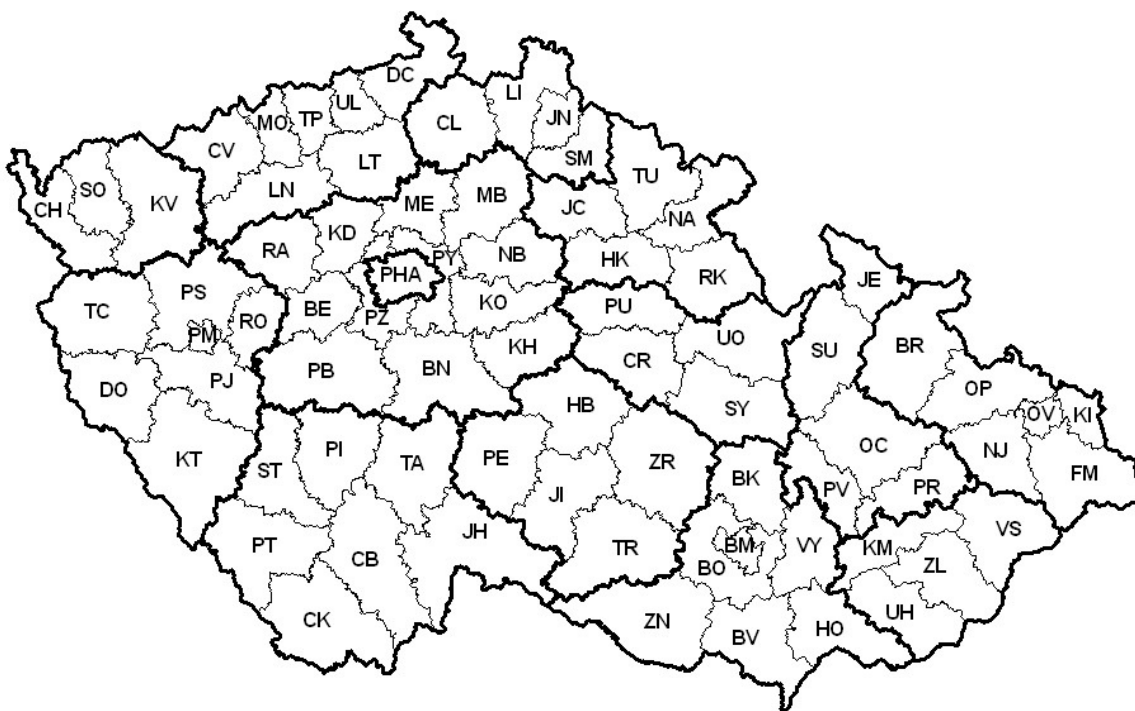 DC
UL
LI
TP
MO
CL
JN
CV
SM
LT
TU
SO
LN
CH
KV
ME
MB
JC
NA
KD
RA
PY
NB
HK
RK
PHA
JE
PS
TC
BE
KO
PU
RO
PZ
PM
UO
SU
BR
KH
CR
PB
BN
PJ
DO
OP
HB
SY
OV
KI
OC
NJ
FM
KT
ST
PI
TA
PE
ZR
BK
JI
PV
PR
VS
JH
TR
BM
VY
KM
PT
CB
BO
ZL
CK
ZN
BV
HO
UH